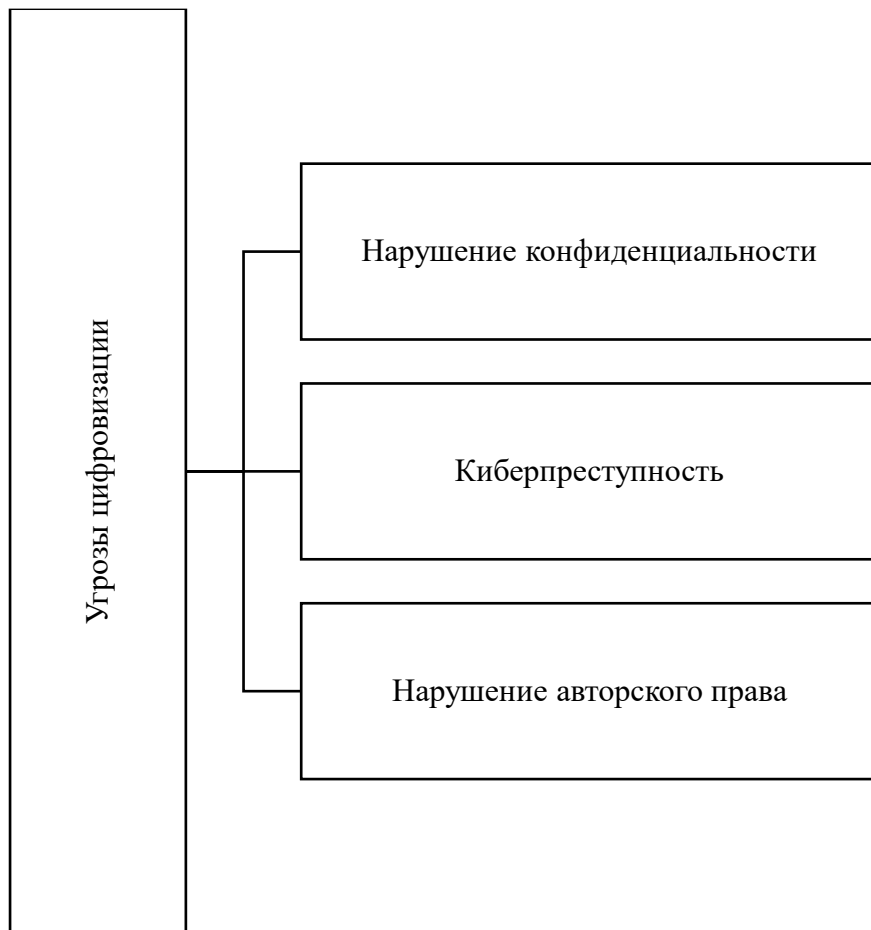 Угрозы цифровизации
Нарушение конфиденциальности
Киберпреступность
Нарушение авторского права